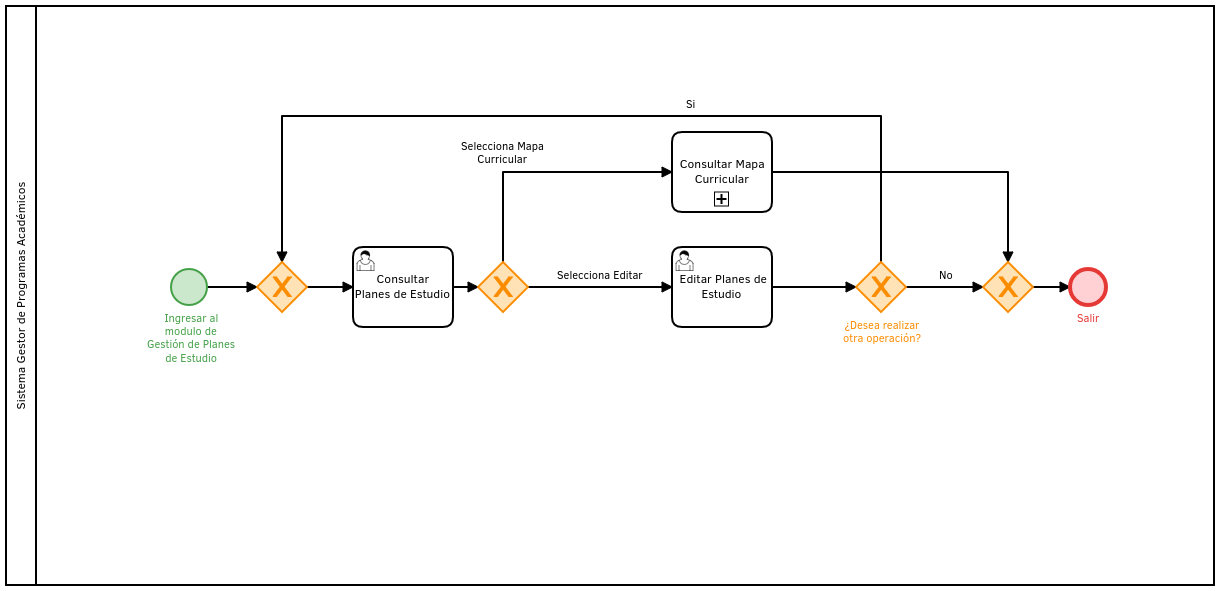 Sistema Gestor de Programas Académicos
Si
Selecciona Mapa
Curricular
Consultar Mapa
Curricular
Consultar
Planes de Estudio
Selecciona Editar
Editar Planes de
Estudio
No
Ingresar al
modulo de
Gestión de Planes
de Estudio
¿Desea realizar
otra operación?
Salir